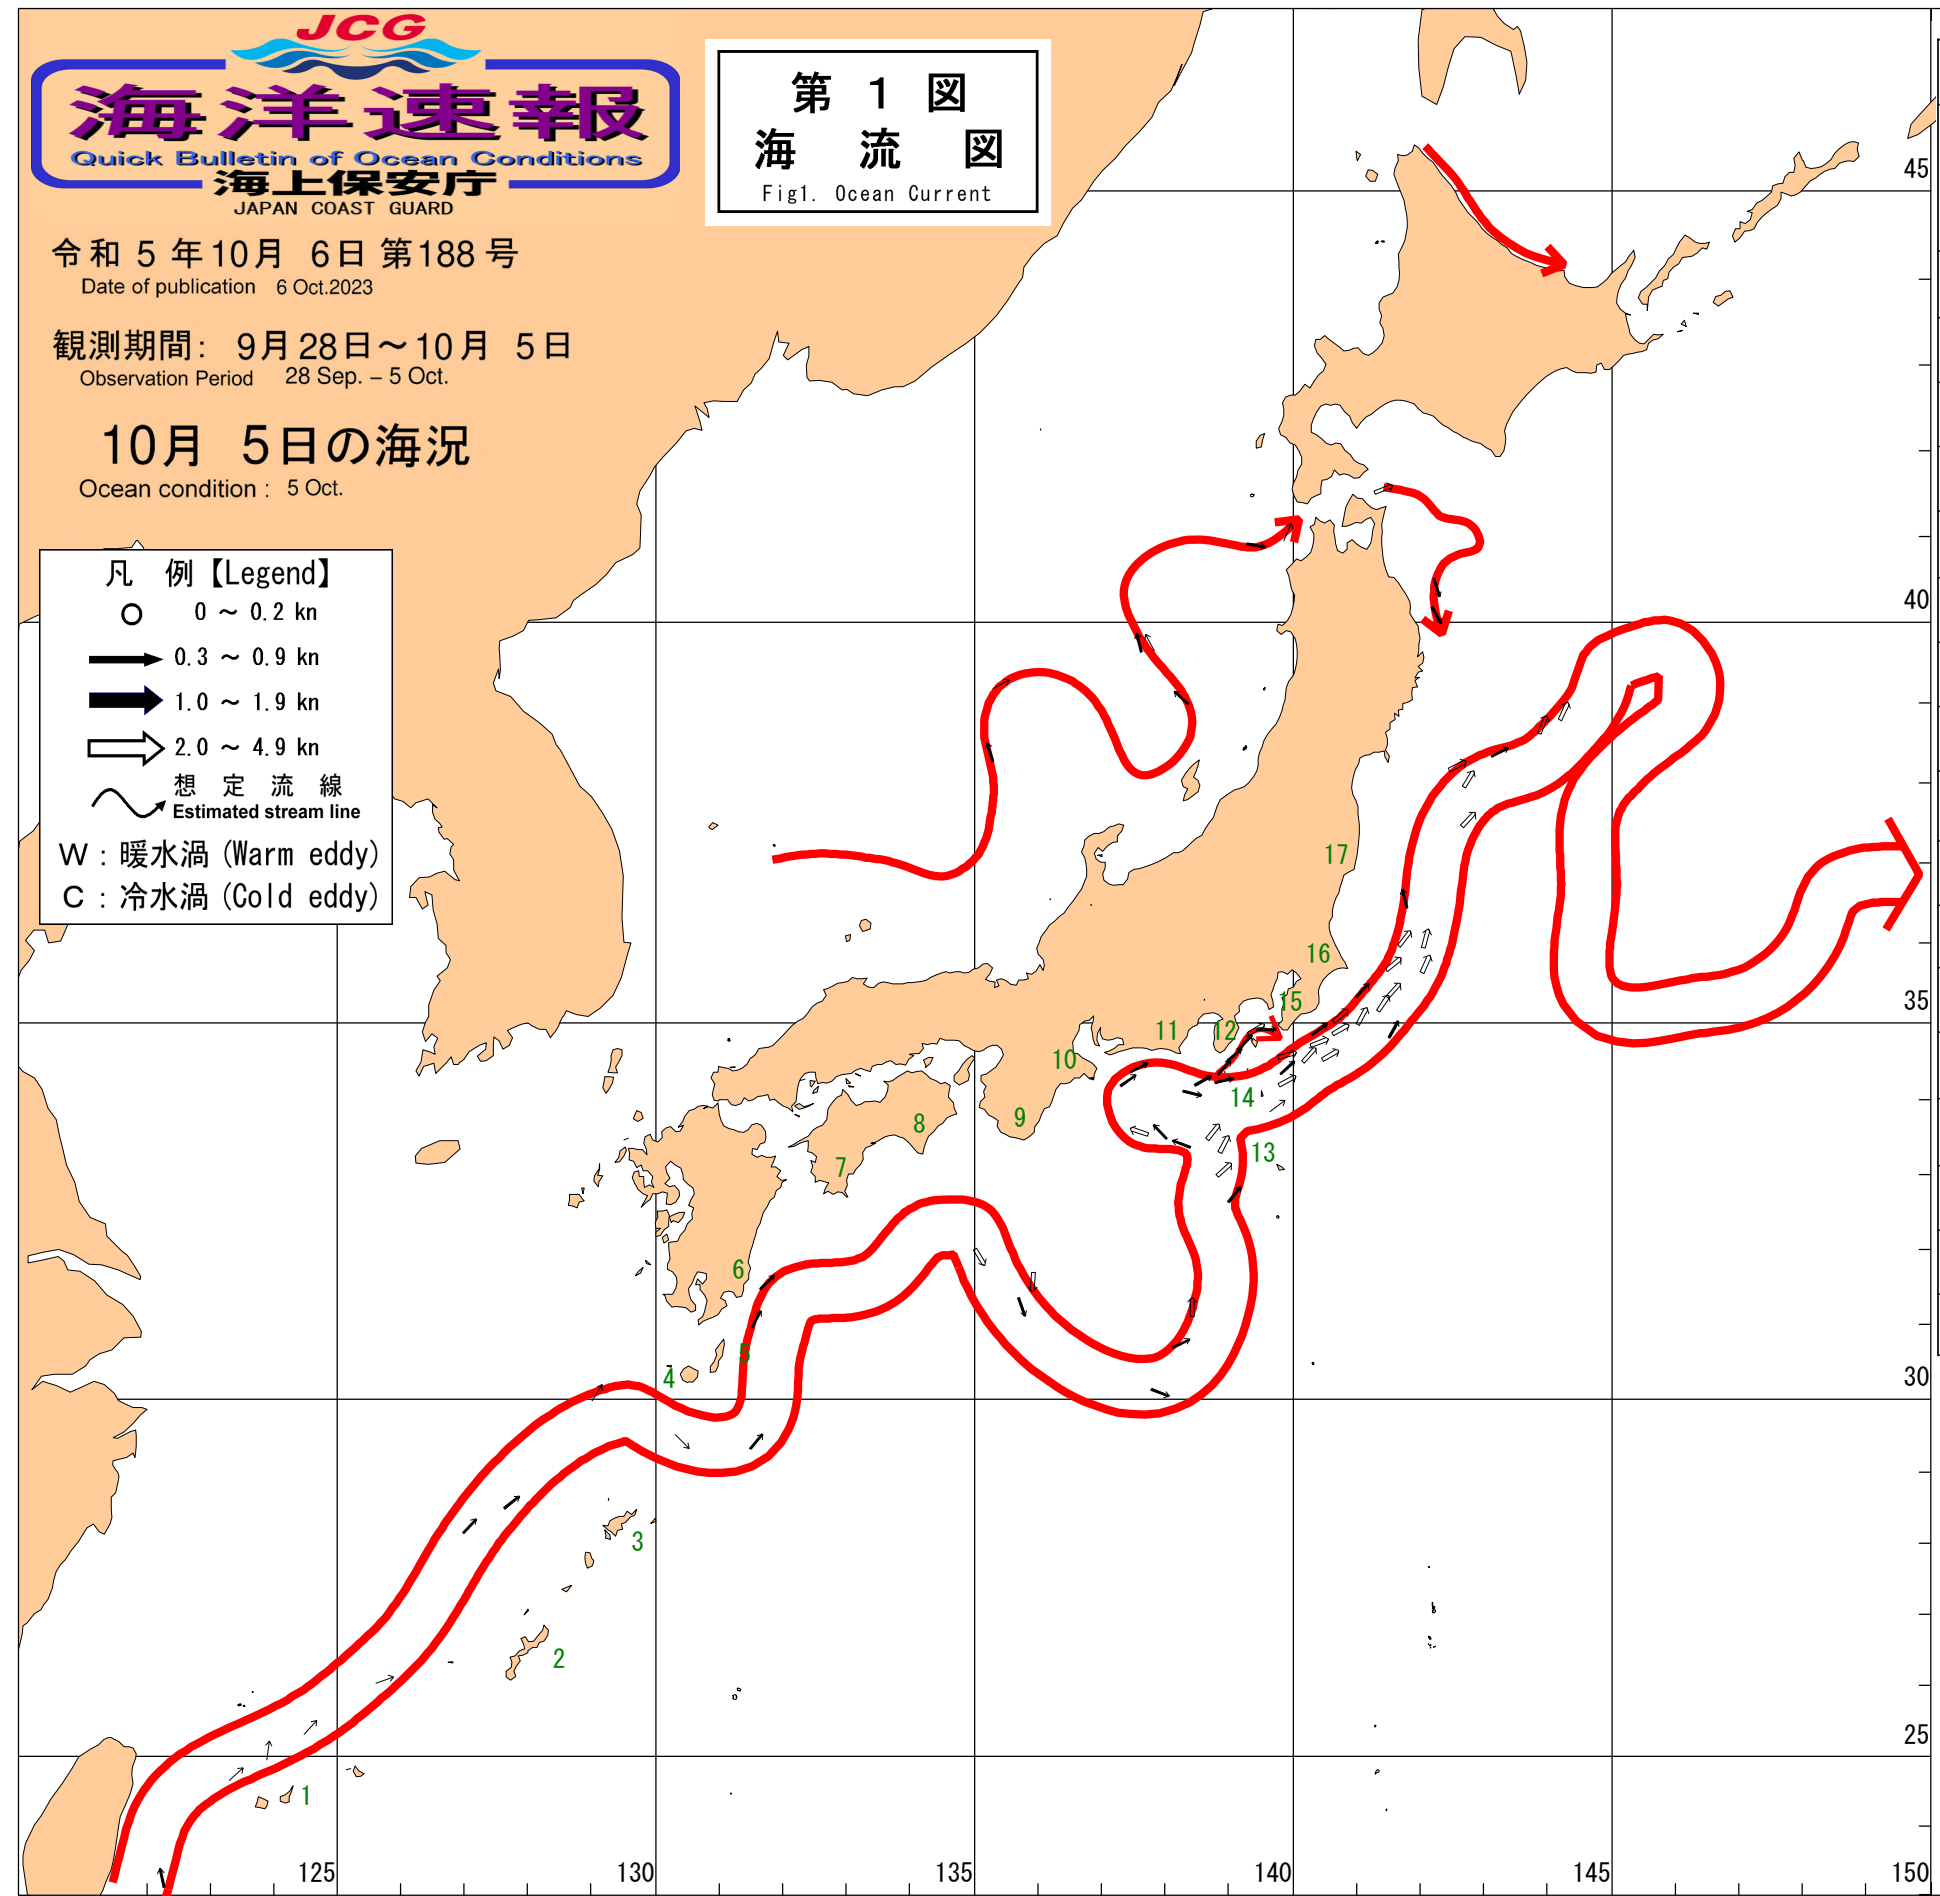 JCG
海洋速報
Quick Bulletin of Ocean Conditions
海上保安庁
JAPAN COAST GUARD
令和 5 年10月 6日 第188 号
Date of publication 6 Oct.2023
観測期間: 9月28日～10月 5日
Observation Period 28 Sep. – 5 Oct.
10月 5日の海況
Ocean condition : 5 Oct.
第 1 図
海 流 図
Fig1. Ocean Current
凡 例【Legend】
0 ～ 0.2 kn
0.3 ～ 0.9 kn
1.0 ～ 1.9 kn
2.0 ～ 4.9 kn
想 定 流 線
Estimated stream line
W : 暖水渦 (Warm eddy)
C : 冷水渦 (Cold eddy)
45
40
17
16
35
15
12
11
10
14
9
8
13
7
6
5
4
30
3
2
25
1
125
130
135
140
145
150